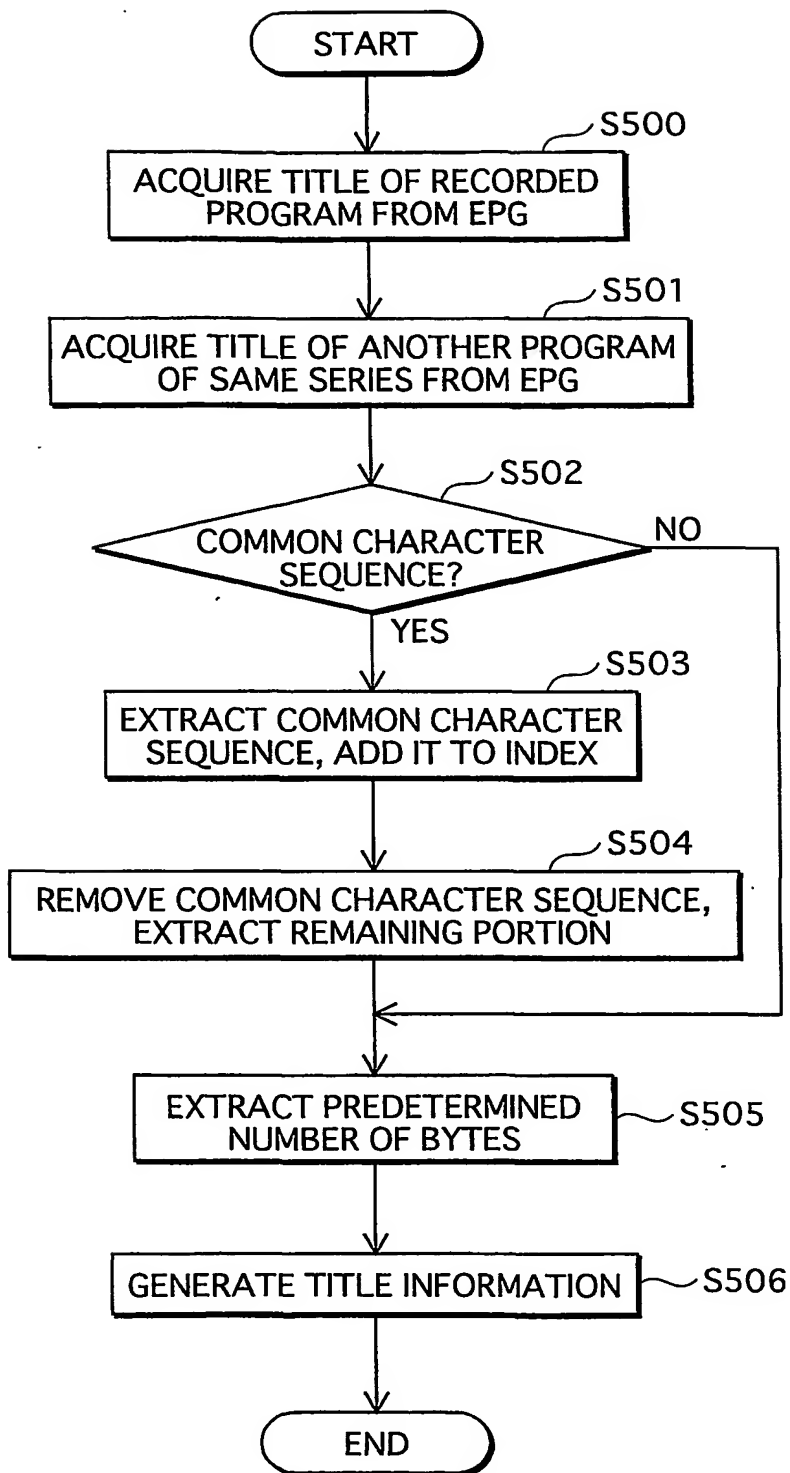 START
S500
ACQUIRE TITLE OF RECORDED
PROGRAM FROM EPG
S501
ACQUIRE TITLE OF ANOTHER PROGRAM
OF SAME SERIES FROM EPG
S502
COMMON CHARACTER
SEQUENCE?
NO
YES
S503
EXTRACT COMMON CHARACTER
SEQUENCE, ADD IT TO INDEX
S504
REMOVE COMMON CHARACTER SEQUENCE,
EXTRACT REMAINING PORTION
EXTRACT PREDETERMINED
NUMBER OF BYTES
S505
GENERATE TITLE INFORMATION
S506
END